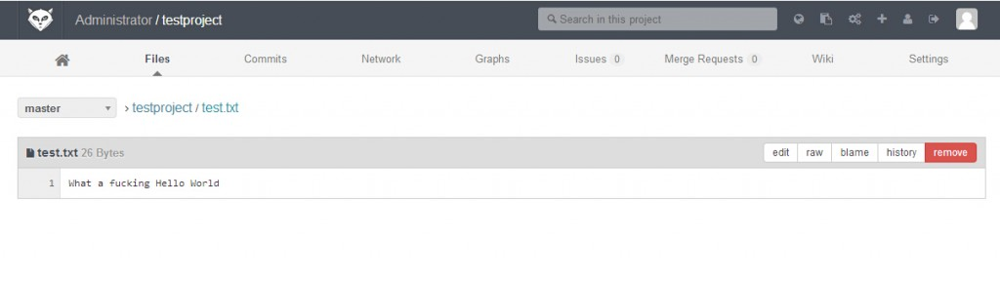 Administrator / testproject
Search in this project
Files
Commits
Network
Graphs
Issues 0
Merge Requests 0
Wiki
Settings
master
› testproject / test.txt
test.txt 26 Bytes
edit
raw
blame
history
remove
1 What a fucking Hello World